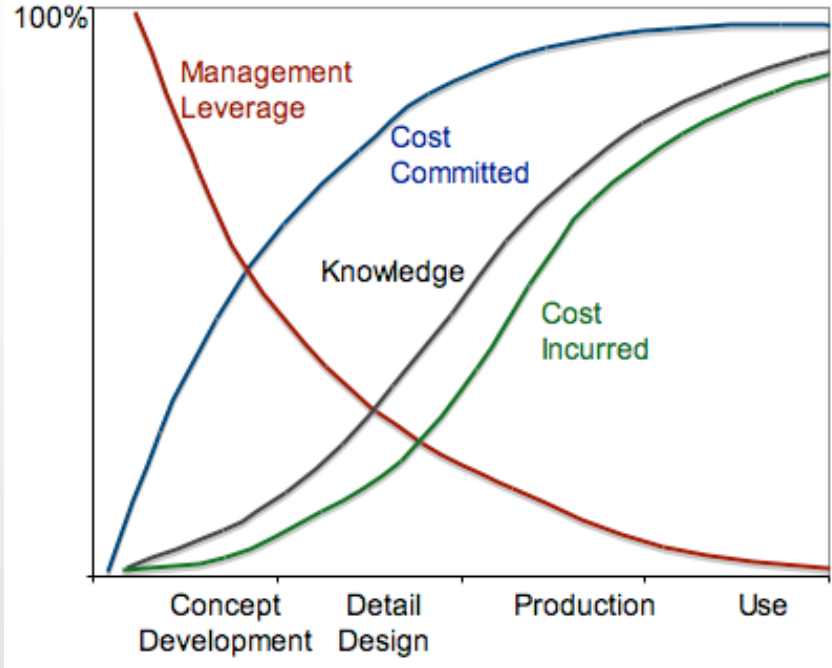 100%
Management
Leverage
Cost
Committed
Knowledge
Cost
Incurred
Concept
Development
Detail
Design
Production
Use